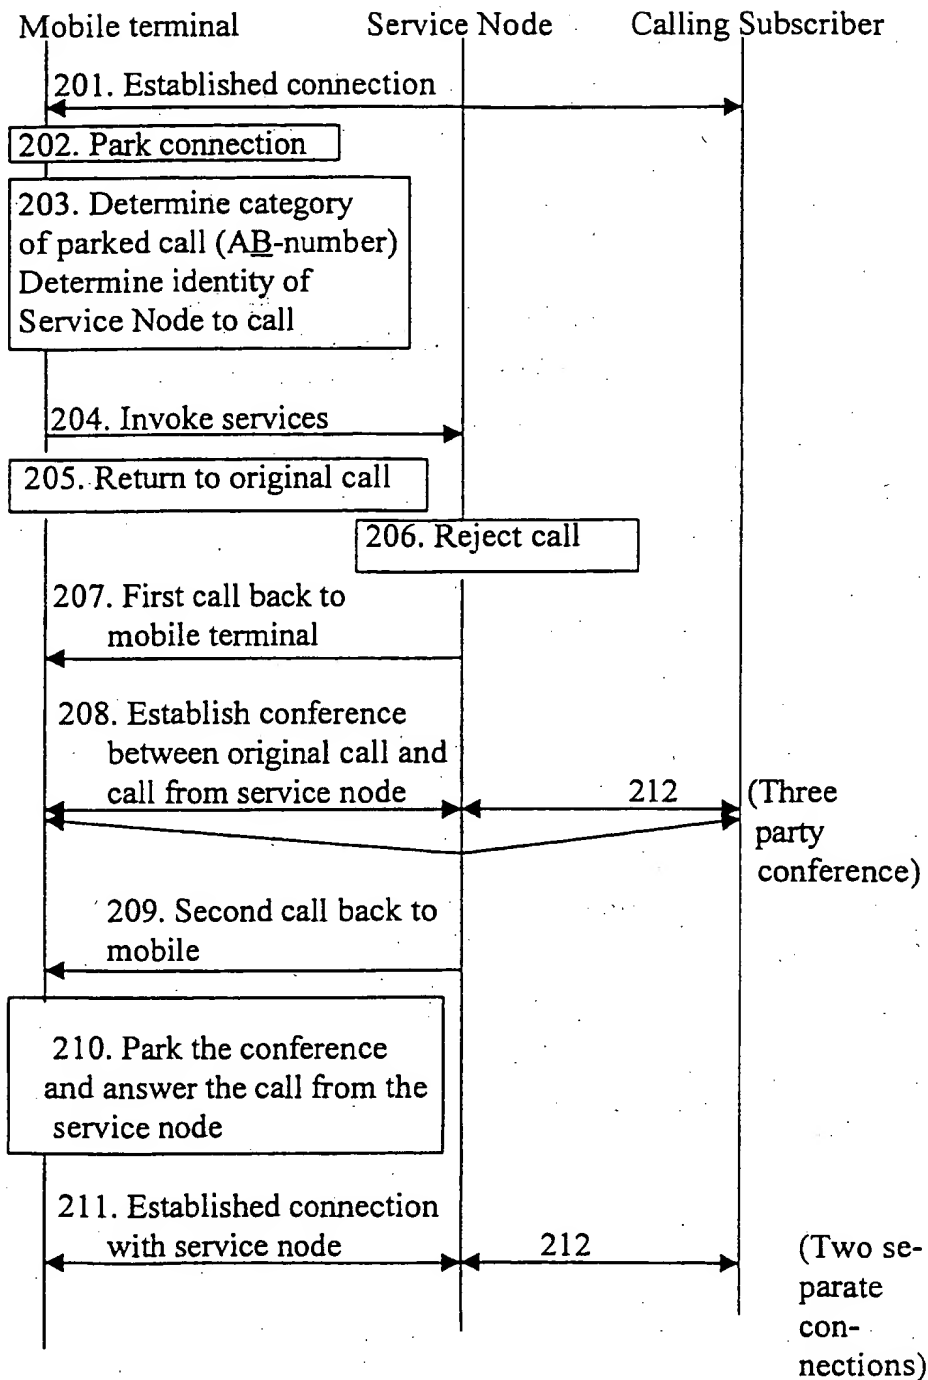 Mobile terminal Service Node Calling Subscriber
201. Established connection
202. Park connection
203. Determine category
of parked call (AB-number)
Determine identity of
Service Node to call
204. Invoke services
205. Return to original call
206. Reject call
207. First call back to
mobile terminal
208. Establish conference
between original call and
call from service node
212
(Three
party
conference)
209. Second call back to
mobile
210. Park the conference
and answer the call from the
service node
211. Established connection
with service node
212
(Two se-
parate
con-
nections)